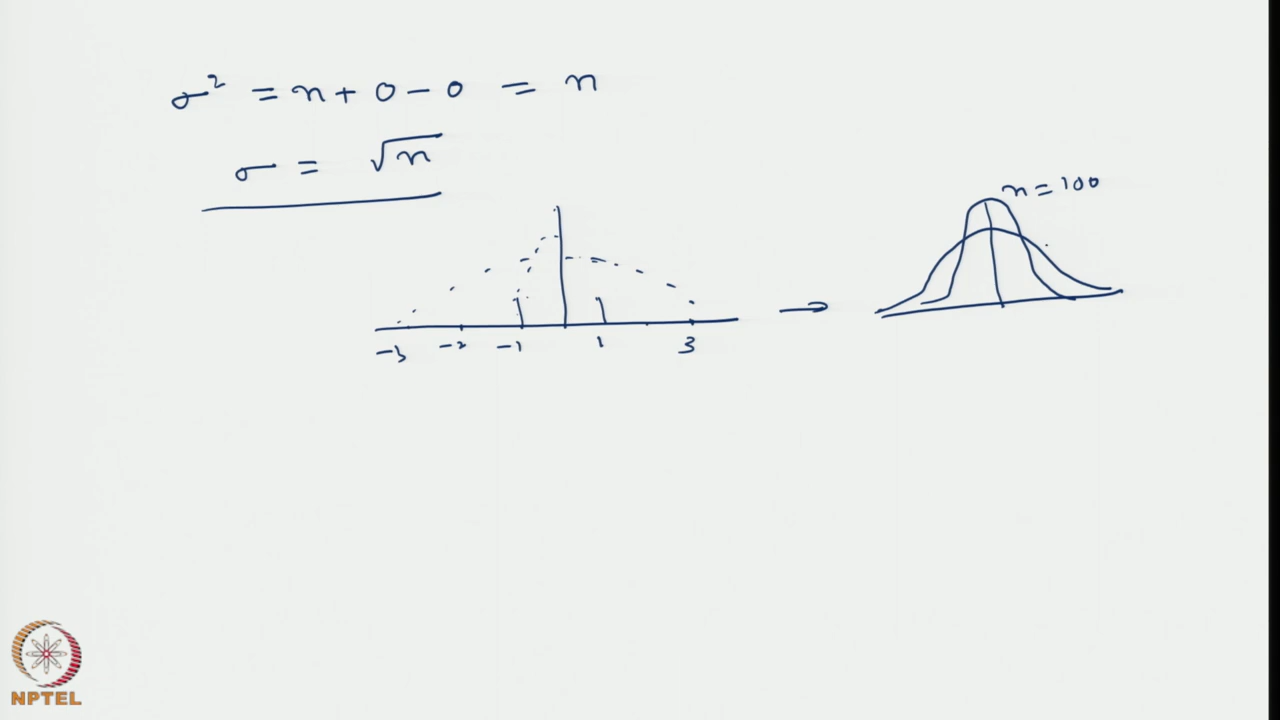 σ² = n + 0 - 0 = n
σ = √n
n = 100
-3 -2 -1 1 3
NPTEL